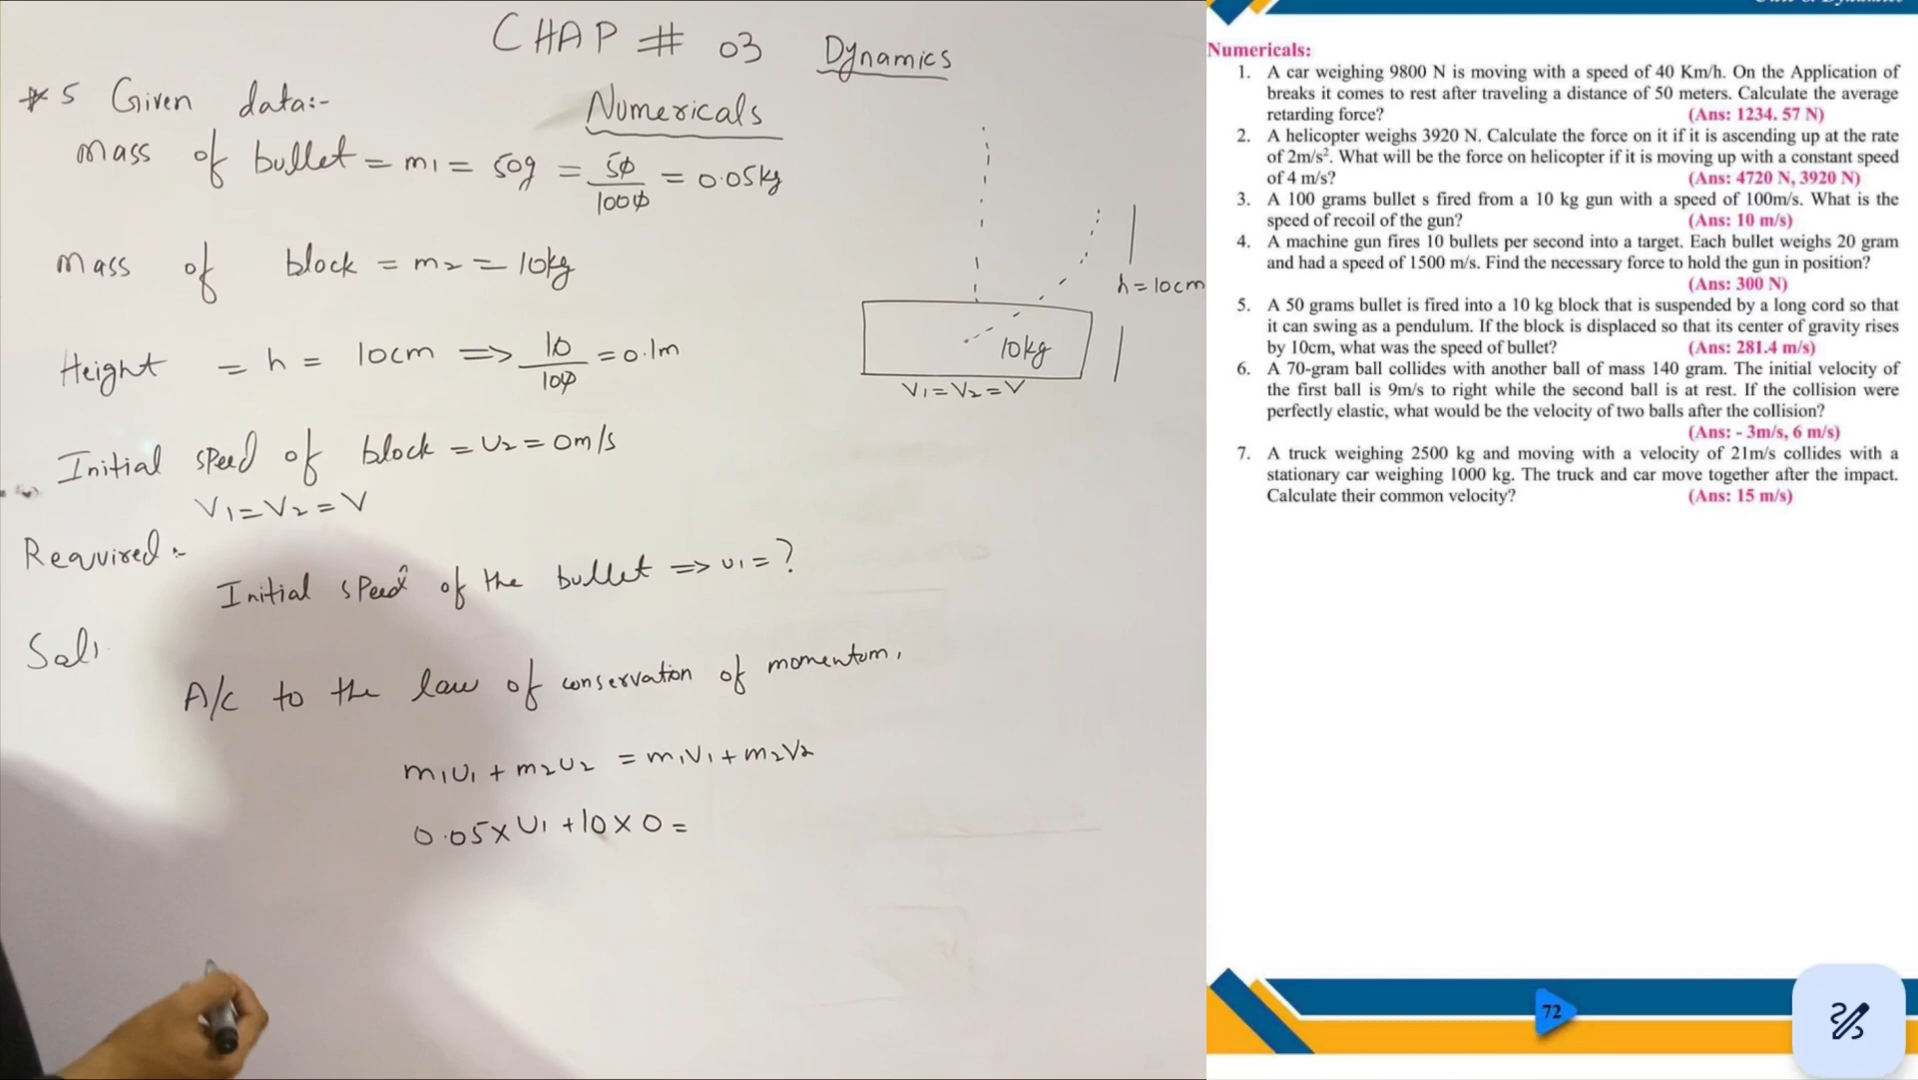 CHAP # 03 Dynamics
* 5 Given data:-
Numericals
Mass of bullet = m1 = 50g = 50/1000 = 0.05kg
Mass of block = m2 = 10kg
Height = h = 10cm => 10/100 = 0.1m
Initial speed of block = U2 = 0m/s
V1 = V2 = V
Required:-
Initial speed of the bullet => U1 = ?
Sol:
A/c to the law of conservation of momentum,
m1U1 + m2U2 = m1V1 + m2V2
0.05 x U1 + 10 x 0 =
h = 10cm
10kg
V1 = V2 = V
Numericals:
1. A car weighing 9800 N is moving with a speed of 40 Km/h. On the Application of
breaks it comes to rest after traveling a distance of 50 meters. Calculate the average
retarding force? (Ans: 1234. 57 N)
2. A helicopter weighs 3920 N. Calculate the force on it if it is ascending up at the rate
of 2m/s². What will be the force on helicopter if it is moving up with a constant speed
of 4 m/s? (Ans: 4720 N, 3920 N)
3. A 100 grams bullet s fired from a 10 kg gun with a speed of 100m/s. What is the
speed of recoil of the gun? (Ans: 10 m/s)
4. A machine gun fires 10 bullets per second into a target. Each bullet weighs 20 gram
and had a speed of 1500 m/s. Find the necessary force to hold the gun in position?
(Ans: 300 N)
5. A 50 grams bullet is fired into a 10 kg block that is suspended by a long cord so that
it can swing as a pendulum. If the block is displaced so that its center of gravity rises
by 10cm, what was the speed of bullet? (Ans: 281.4 m/s)
6. A 70-gram ball collides with another ball of mass 140 gram. The initial velocity of
the first ball is 9m/s to right while the second ball is at rest. If the collision were
perfectly elastic, what would be the velocity of two balls after the collision?
(Ans: - 3m/s, 6 m/s)
7. A truck weighing 2500 kg and moving with a velocity of 21m/s collides with a
stationary car weighing 1000 kg. The truck and car move together after the impact.
Calculate their common velocity? (Ans: 15 m/s)
72